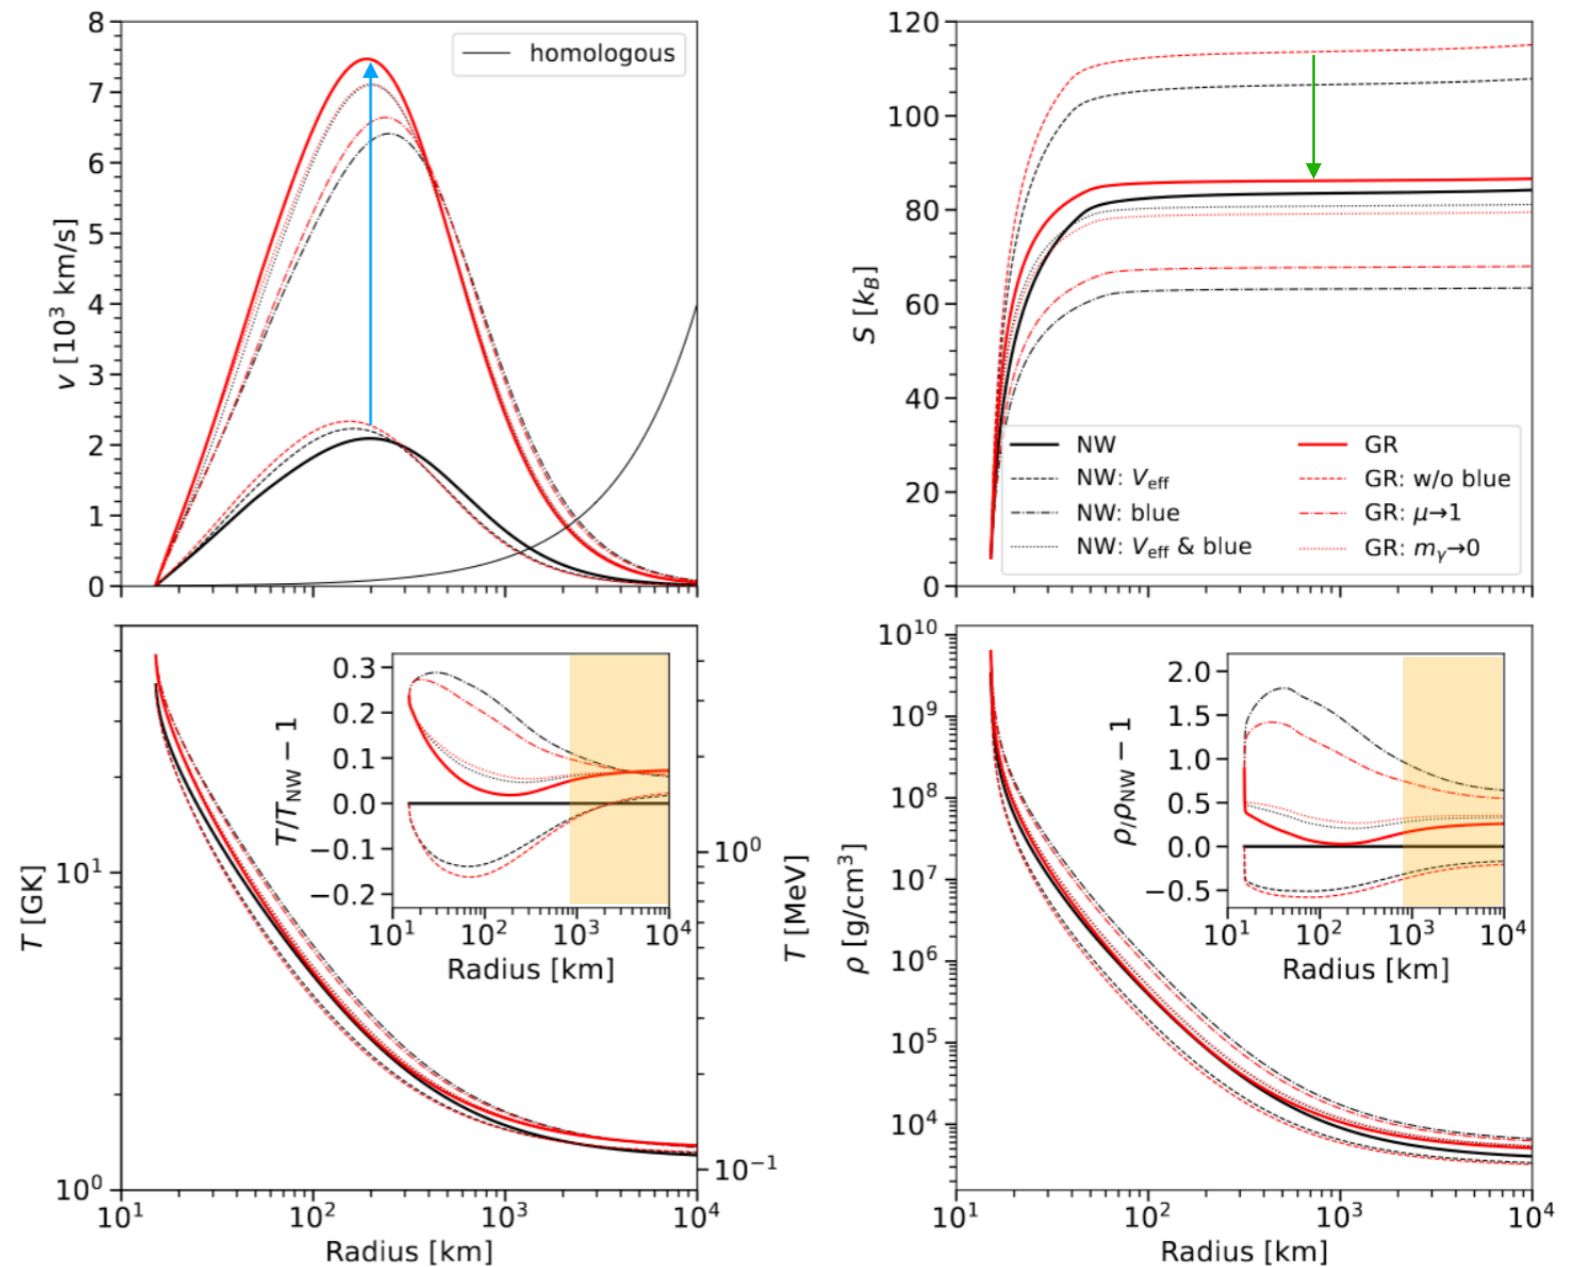 8
7
6
5
4
3
2
1
0
v [10³ km/s]
homologous
120
100
80
60
40
20
0
S [k_B]
NW
NW: V_eff
NW: blue
NW: V_eff & blue
GR
GR: w/o blue
GR: μ→1
GR: m_γ→0
10¹
10⁰
T [GK]
10¹ 10² 10³ 10⁴
Radius [km]
10⁰
10⁻¹
T [MeV]
0.3
0.2
0.1
0.0
−0.1
−0.2
T/T_NW − 1
10¹ 10² 10³ 10⁴
Radius [km]
10¹⁰
10⁹
10⁸
10⁷
10⁶
10⁵
10⁴
ρ [g/cm³]
10¹ 10² 10³ 10⁴
Radius [km]
2.0
1.5
1.0
0.5
0.0
−0.5
ρ/ρ_NW − 1
10¹ 10² 10³ 10⁴
Radius [km]